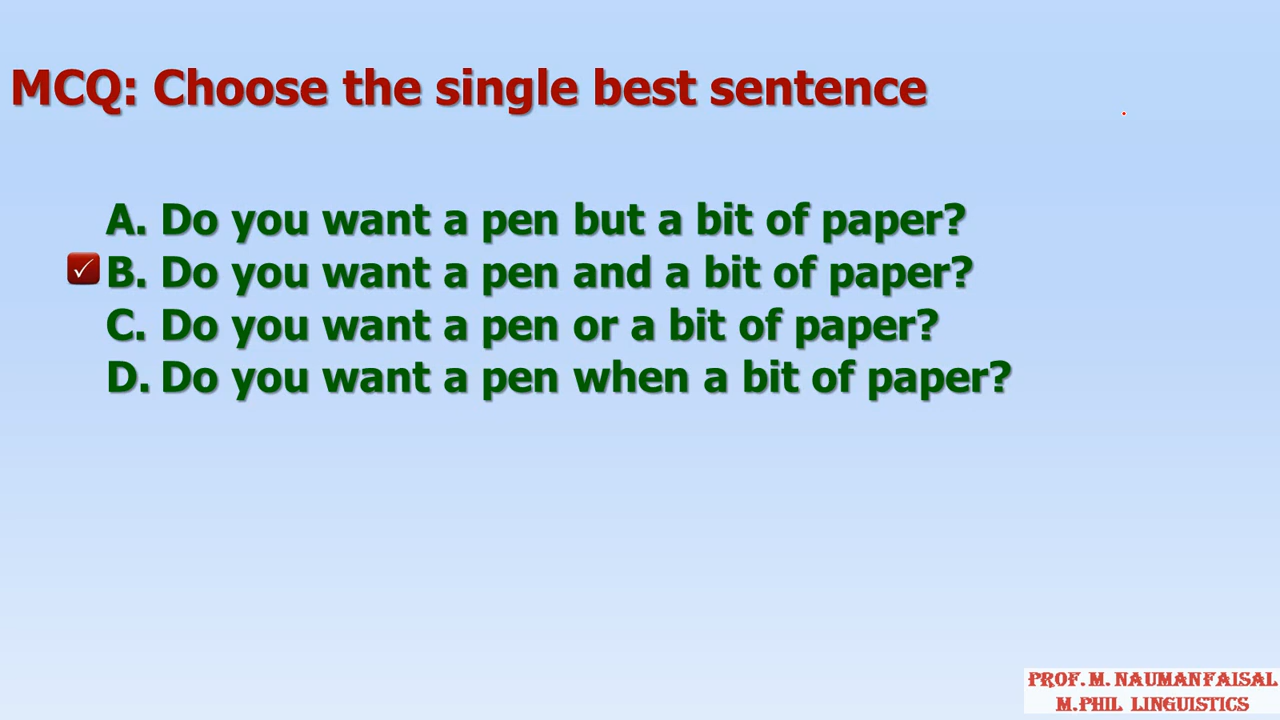 MCQ: Choose the single best sentence
A. Do you want a pen but a bit of paper?
B. Do you want a pen and a bit of paper?
C. Do you want a pen or a bit of paper?
D. Do you want a pen when a bit of paper?
PROF. M. NAUMAN FAISAL
M.PHIL LINGUISTICS